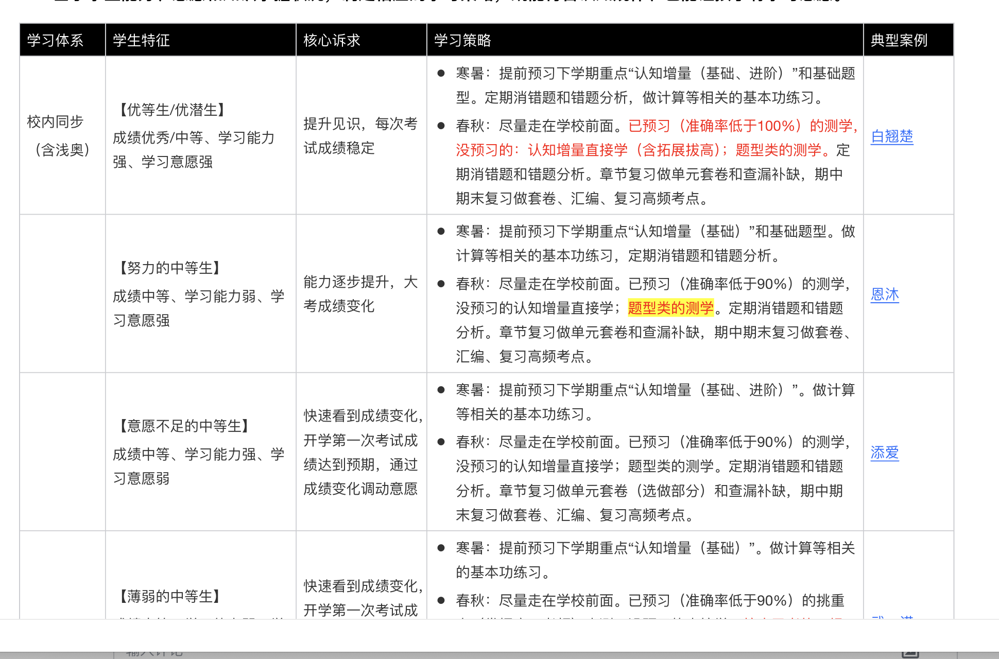 学习体系
学生特征
核心诉求
学习策略
典型案例
校内同步
（含浅奥）
【优等生/优潜生】
成绩优秀/中等、学习能力
强、学习意愿强
提升见识，每次考
试成绩稳定
● 寒暑：提前预习下学期重点“认知增量（基础、进阶）”和基础题
型。定期消错题和错题分析，做计算等相关的基本功练习。
● 春秋：尽量走在学校前面。已预习（准确率低于100%）的测学，
没预习的：认知增量直接学（含拓展拔高）；题型类的测学。定
期消错题和错题分析。章节复习做单元套卷和查漏补缺，期中
期末复习做套卷、汇编、复习高频考点。
白翘楚
【努力的中等生】
成绩中等、学习能力弱、学
习意愿强
能力逐步提升，大
考成绩变化
● 寒暑：提前预习下学期重点“认知增量（基础）”和基础题型。做
计算等相关的基本功练习，定期消错题和错题分析。
● 春秋：尽量走在学校前面。已预习（准确率低于90%）的测学，
没预习的认知增量直接学；题型类的测学。定期消错题和错题
分析。章节复习做单元套卷和查漏补缺，期中期末复习做套卷、
汇编、复习高频考点。
恩沐
【意愿不足的中等生】
成绩中等、学习能力强、学
习意愿弱
快速看到成绩变化，
开学第一次考试成
绩达到预期，通过
成绩变化调动意愿
● 寒暑：提前预习下学期重点“认知增量（基础、进阶）”。做计算
等相关的基本功练习。
● 春秋：尽量走在学校前面。已预习（准确率低于90%）的测学，
没预习的认知增量直接学；题型类的测学。定期消错题和错题
分析。章节复习做单元套卷（选做部分）和查漏补缺，期中期
末复习做套卷、汇编、复习高频考点。
添爱
【薄弱的中等生】
快速看到成绩变化，
开学第一次考试成
● 寒暑：提前预习下学期重点“认知增量（基础）”。做计算等相关
的基本功练习。
● 春秋：尽量走在学校前面。已预习（准确率低于90%）的挑重